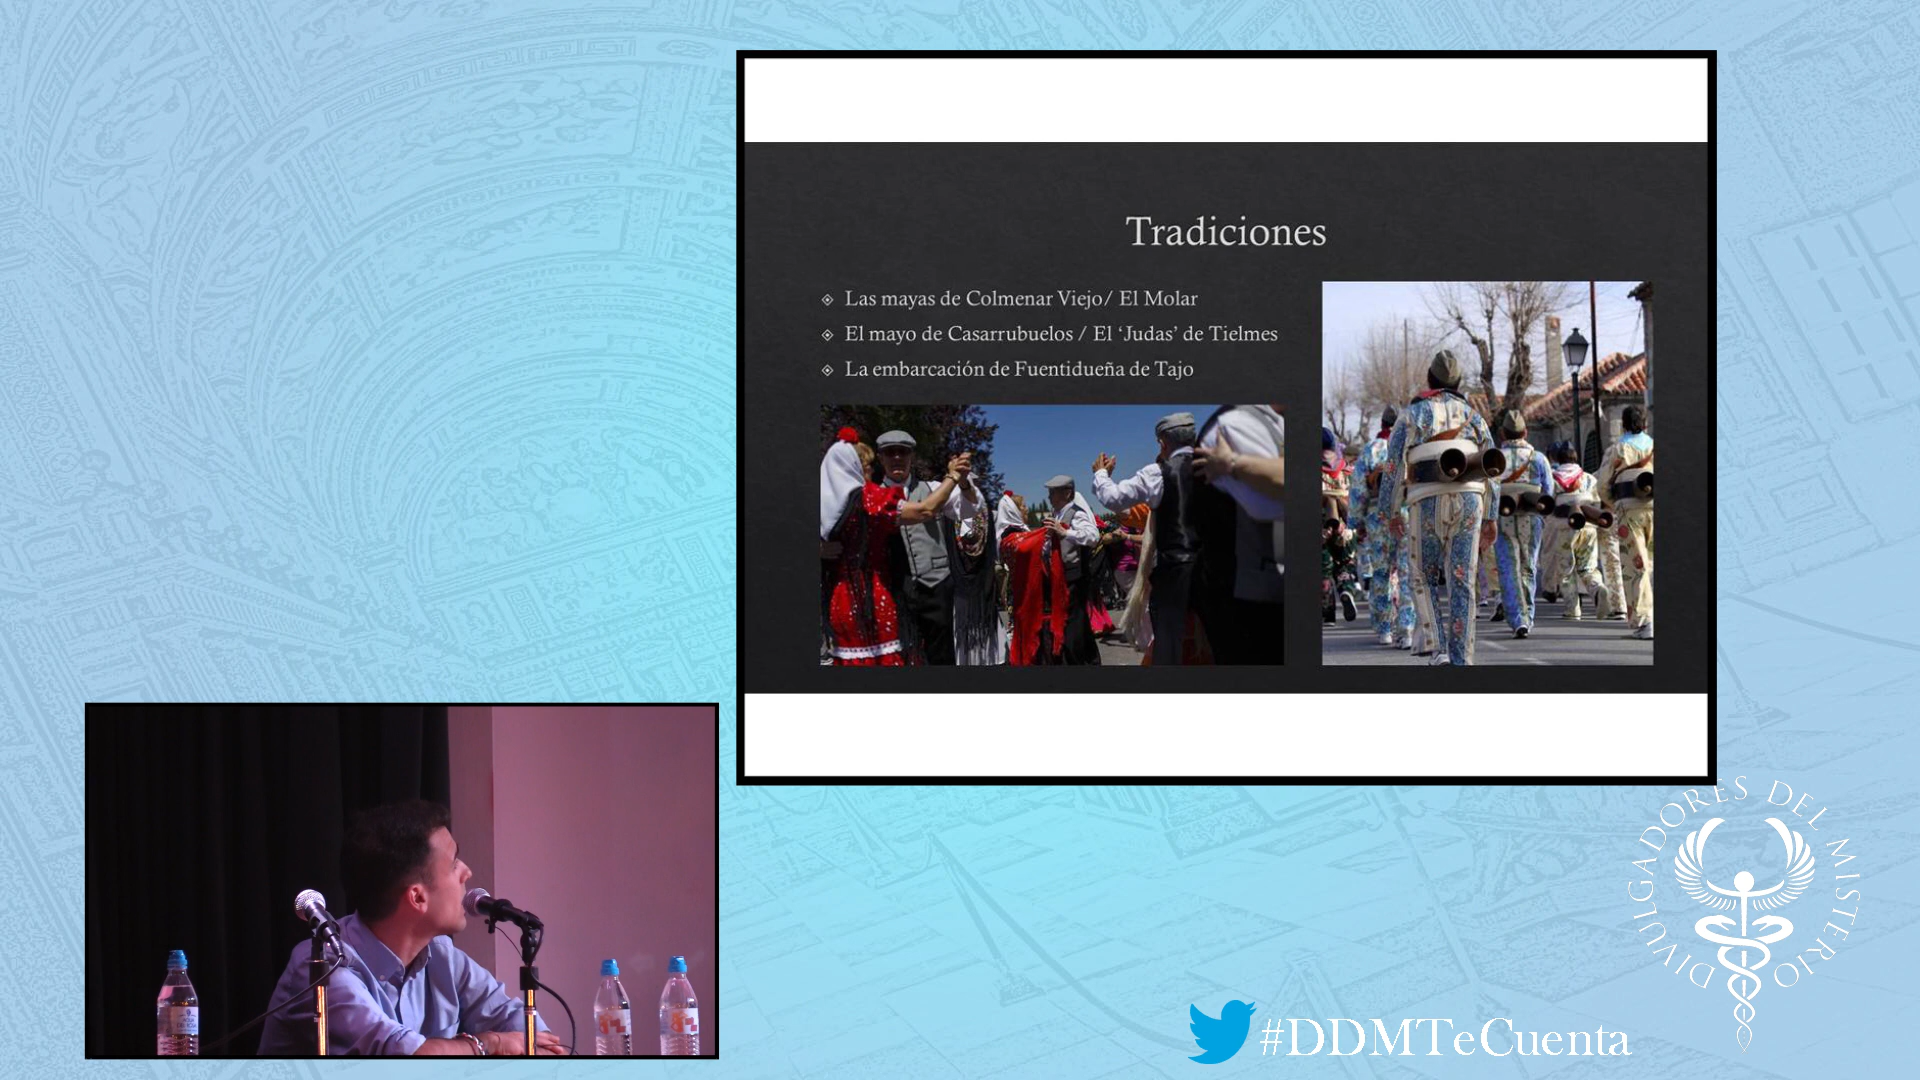 Tradiciones
Las mayas de Colmenar Viejo/ El Molar
El mayo de Casarrubuelos / El ‘Judas’ de Tielmes
La embarcación de Fuentidueña de Tajo
DIVULGADORES DEL MISTERIO
#DDMTeCuenta